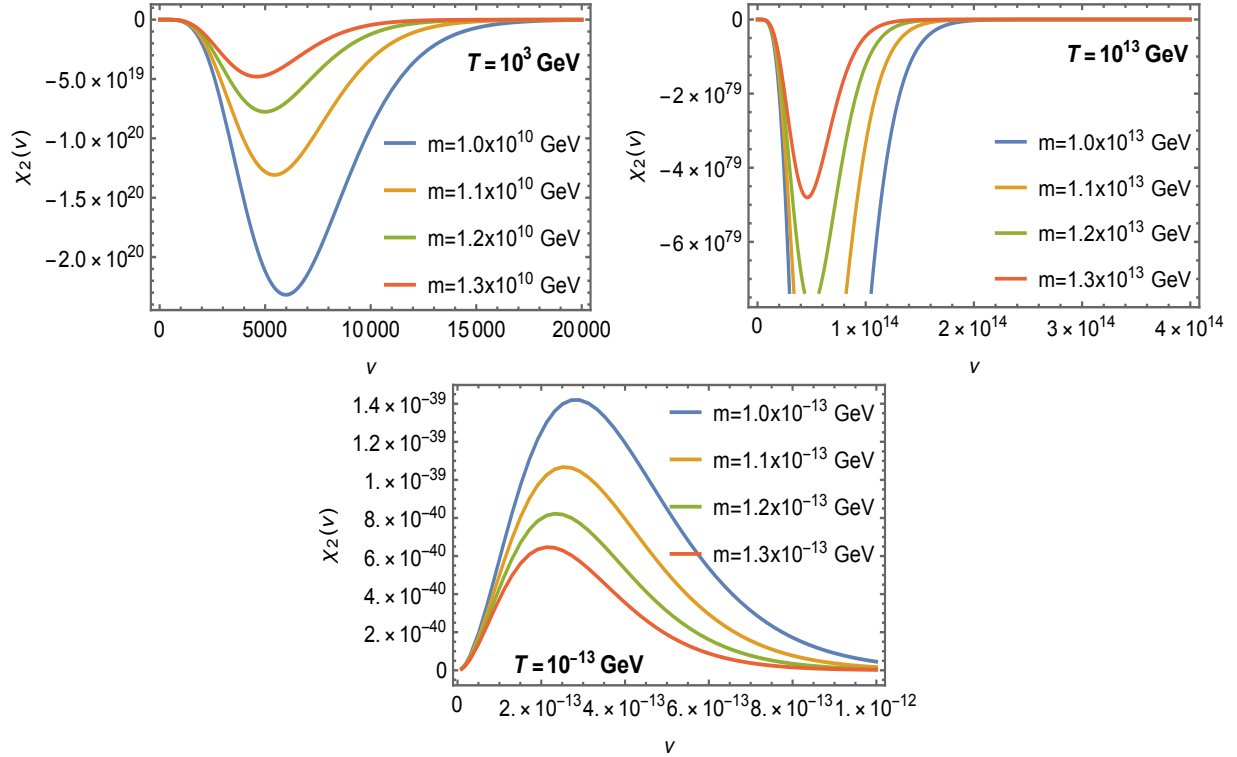 0
−5.0 × 10^19
−1.0 × 10^20
−1.5 × 10^20
−2.0 × 10^20
χ₂(ν)
T = 10^3 GeV
m=1.0x10^10 GeV
m=1.1x10^10 GeV
m=1.2x10^10 GeV
m=1.3x10^10 GeV
0 5000 10 000 15 000 20 000
ν
0
−2 × 10^79
−4 × 10^79
−6 × 10^79
χ₂(ν)
T = 10^13 GeV
m=1.0x10^13 GeV
m=1.1x10^13 GeV
m=1.2x10^13 GeV
m=1.3x10^13 GeV
0 1 × 10^14 2 × 10^14 3 × 10^14 4 × 10^14
ν
1.4 × 10^−39
1.2 × 10^−39
1. × 10^−39
8. × 10^−40
6. × 10^−40
4. × 10^−40
2. × 10^−40
0
χ₂(ν)
m=1.0x10^−13 GeV
m=1.1x10^−13 GeV
m=1.2x10^−13 GeV
m=1.3x10^−13 GeV
T = 10^−13 GeV
0 2. × 10^−13 4. × 10^−13 6. × 10^−13 8. × 10^−13 1. × 10^−12
ν